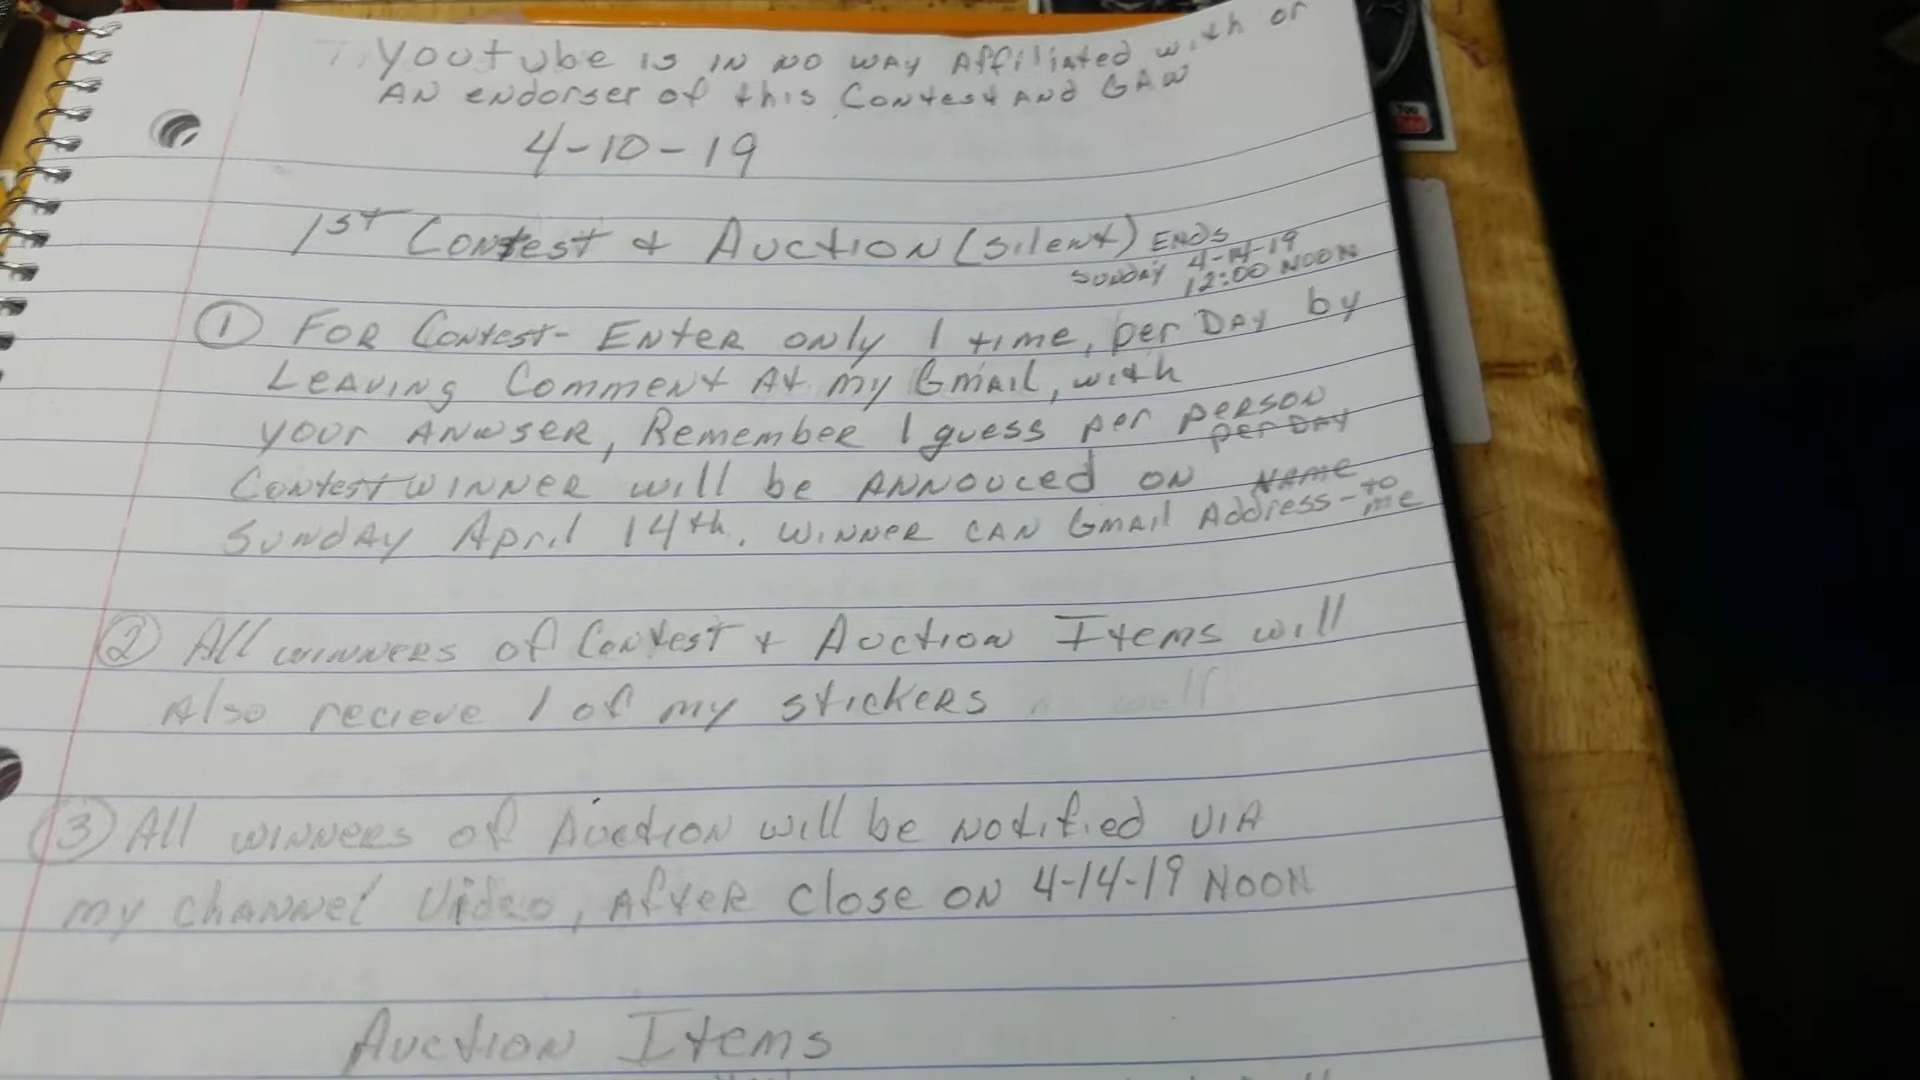 Youtube is in no way Affiliated with or
AN endorser of this Contest AND GAW
4-10-19
1st Contest & Auction (silent) ENDS
SUNDAY 4-14-19
12:00 NOON
1 FOR Contest- Enter only 1 time, per DAY by
Leaving Comment At my Gmail, with
your ANWSER, Remember 1 guess per person
per DAY
Contest WINNER will be ANNOUCED ON NAME
Sunday April 14th. WINNER CAN Gmail Address - to
me
2 All winners of Contest & Auction Items will
Also recieve 1 of my stickers
well
3 All winners of Auction will be Notified VIA
my channel Video, After close on 4-14-19 NOON
Auction Items
You